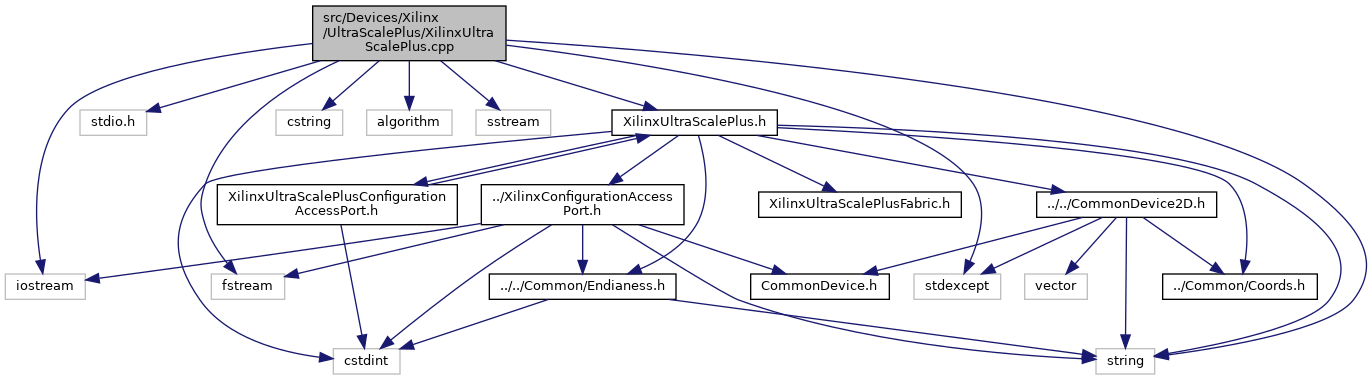 src/Devices/Xilinx
/UltraScalePlus/XilinxUltra
ScalePlus.cpp
stdio.h
cstring
algorithm
sstream
XilinxUltraScalePlus.h
XilinxUltraScalePlusConfiguration
AccessPort.h
../XilinxConfigurationAccess
Port.h
XilinxUltraScalePlusFabric.h
../../CommonDevice2D.h
iostream
fstream
../../Common/Endianess.h
CommonDevice.h
stdexcept
vector
../Common/Coords.h
cstdint
string